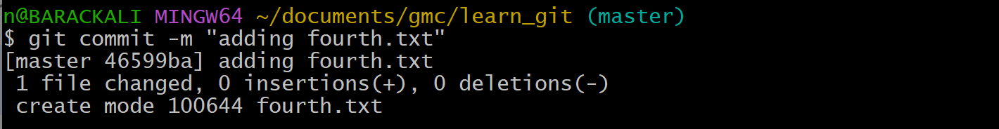 n@BARACKALI MINGW64 ~/documents/gmc/learn_git (master)
$ git commit -m "adding fourth.txt"
[master 46599ba] adding fourth.txt
 1 file changed, 0 insertions(+), 0 deletions(-)
 create mode 100644 fourth.txt